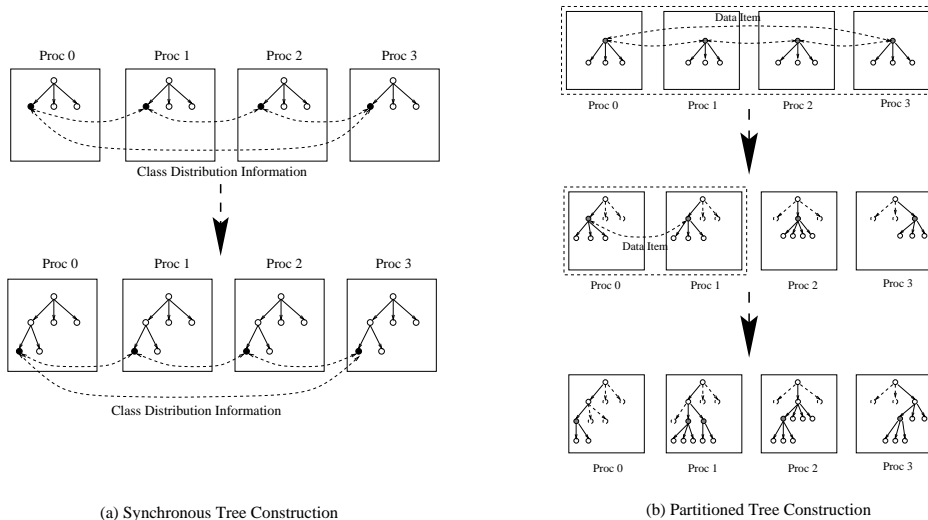 Proc 0 Proc 1 Proc 2 Proc 3
Class Distribution Information
Proc 0 Proc 1 Proc 2 Proc 3
Class Distribution Information
(a) Synchronous Tree Construction
Data Item
Proc 0 Proc 1 Proc 2 Proc 3
Data Item
Proc 0 Proc 1 Proc 2 Proc 3
Proc 0 Proc 1 Proc 2 Proc 3
(b) Partitioned Tree Construction